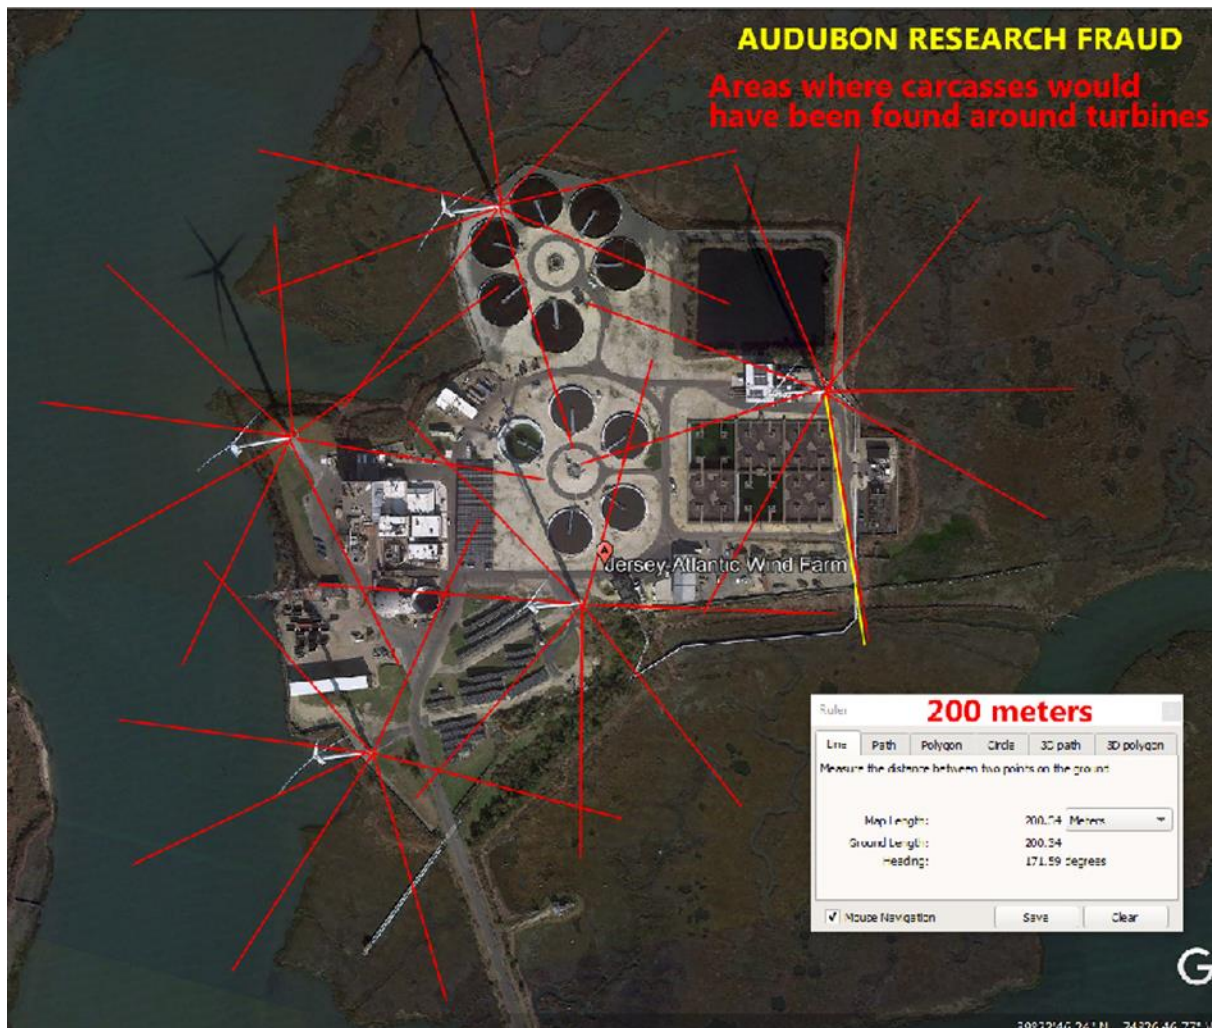 AUDUBON RESEARCH FRAUD
Areas where carcasses would
have been found around turbines
Jersey-Atlantic Wind Farm
Ruler
200 meters
Line Path Polygon Circle 3D path 3D polygon
Measure the distance between two points on the ground
Map Length: 200.34 Meters
Ground Length: 200.34
Heading: 171.59 degrees
Mouse Navigation Save Clear
G